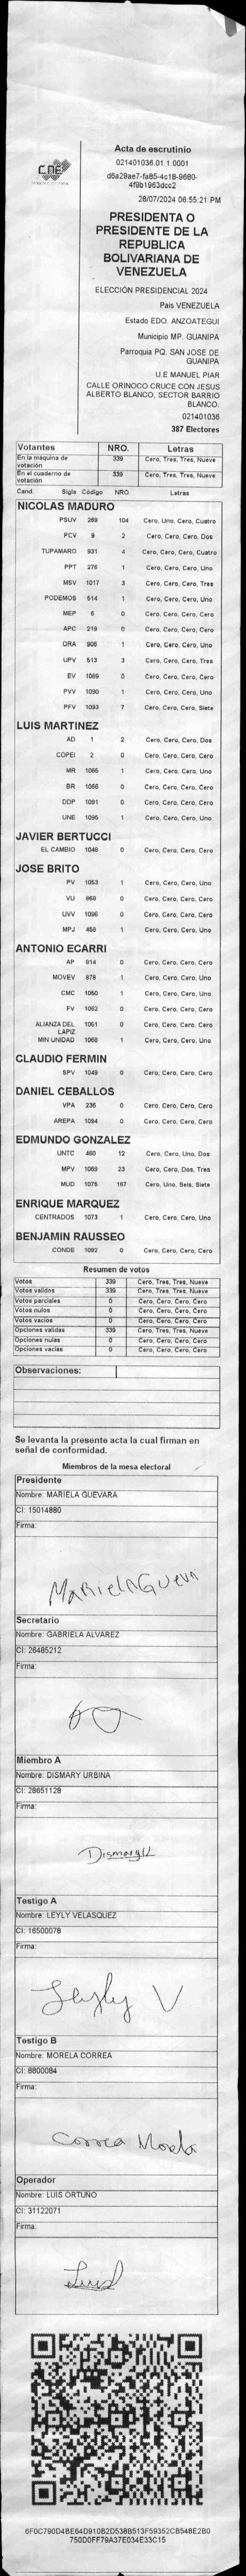 CNE
Acta de escrutinio
021401036.01.1.0001
d6a29ae7-fa85-4c18-9680-
4f9b1963dcc2
28/07/2024 06:55:21 PM
PRESIDENTA O
PRESIDENTE DE LA
REPUBLICA
BOLIVARIANA DE
VENEZUELA
ELECCIÓN PRESIDENCIAL 2024
Pais VENEZUELA
Estado EDO. ANZOATEGUI
Municipio MP. GUANIPA
Parroquia PQ. SAN JOSE DE
GUANIPA
U.E MANUEL PIAR
CALLE ORINOCO CRUCE CON JESUS
ALBERTO BLANCO, SECTOR BARRIO
BLANCO.
021401036
387 Electores
Votantes NRO. Letras
En la máquina de votación 339 Cero, Tres, Tres, Nueve
En el cuaderno de votación 339 Cero, Tres, Tres, Nueve
Cand. Sigla Código NRO Letras
NICOLAS MADURO
PSUV 269 104 Cero, Uno, Cero, Cuatro
PCV 9 2 Cero, Cero, Cero, Dos
TUPAMARO 931 4 Cero, Cero, Cero, Cuatro
PPT 276 1 Cero, Cero, Cero, Uno
MSV 1017 3 Cero, Cero, Cero, Tres
PODEMOS 514 1 Cero, Cero, Cero, Uno
MEP 6 0 Cero, Cero, Cero, Cero
APC 219 0 Cero, Cero, Cero, Cero
ORA 906 1 Cero, Cero, Cero, Uno
UPV 513 3 Cero, Cero, Cero, Tres
EV 1089 0 Cero, Cero, Cero, Cero
PVV 1090 1 Cero, Cero, Cero, Uno
PFV 1093 7 Cero, Cero, Cero, Siete
LUIS MARTINEZ
AD 1 2 Cero, Cero, Cero, Dos
COPEI 2 0 Cero, Cero, Cero, Cero
MR 1065 1 Cero, Cero, Cero, Uno
BR 1056 0 Cero, Cero, Cero, Cero
DDP 1091 0 Cero, Cero, Cero, Cero
UNE 1095 1 Cero, Cero, Cero, Uno
JAVIER BERTUCCI
EL CAMBIO 1048 0 Cero, Cero, Cero, Cero
JOSE BRITO
PV 1053 1 Cero, Cero, Cero, Uno
VU 868 0 Cero, Cero, Cero, Cero
UVV 1096 0 Cero, Cero, Cero, Cero
MPJ 458 1 Cero, Cero, Cero, Uno
ANTONIO ECARRI
AP 914 0 Cero, Cero, Cero, Cero
MOVEV 878 1 Cero, Cero, Cero, Uno
CMC 1050 1 Cero, Cero, Cero, Uno
FV 1062 0 Cero, Cero, Cero, Cero
ALIANZA DEL LAPIZ 1051 0 Cero, Cero, Cero, Cero
MIN UNIDAD 1068 1 Cero, Cero, Cero, Uno
CLAUDIO FERMIN
SPV 1049 0 Cero, Cero, Cero, Cero
DANIEL CEBALLOS
VPA 236 0 Cero, Cero, Cero, Cero
AREPA 1094 0 Cero, Cero, Cero, Cero
EDMUNDO GONZALEZ
UNTC 460 12 Cero, Cero, Uno, Dos
MPV 1069 23 Cero, Cero, Dos, Tres
MUD 1075 167 Cero, Uno, Seis, Siete
ENRIQUE MARQUEZ
CENTRADOS 1073 1 Cero, Cero, Cero, Uno
BENJAMIN RAUSSEO
CONDE 1092 0 Cero, Cero, Cero, Cero
Resumen de votos
Votos 339 Cero, Tres, Tres, Nueve
Votos validos 339 Cero, Tres, Tres, Nueve
Votos parciales 0 Cero, Cero, Cero, Cero
Votos nulos 0 Cero, Cero, Cero, Cero
Votos vacios 0 Cero, Cero, Cero, Cero
Opciones validas 339 Cero, Tres, Tres, Nueve
Opciones nulas 0 Cero, Cero, Cero, Cero
Opciones vacias 0 Cero, Cero, Cero, Cero
Observaciones:
Se levanta la presente acta la cual firman en
señal de conformidad.
Miembros de la mesa electoral
Presidente
Nombre: MARIELA GUEVARA
CI: 15014880
Firma:
Mariela Guevara
Secretario
Nombre: GABRIELA ALVAREZ
CI: 26485212
Firma:
Miembro A
Nombre: DISMARY URBINA
CI: 28651128
Firma:
Testigo A
Nombre: LEYLY VELASQUEZ
CI: 16500078
Firma:
Leyly V
Testigo B
Nombre: MORELA CORREA
CI: 8800084
Firma:
Correa Morela
Operador
Nombre: LUIS ORTUNO
CI: 31122071
Firma:
6F0C790D4BE64D910B2D538B513F59352CB548E2B0
750D0FF79A37E034E33C15